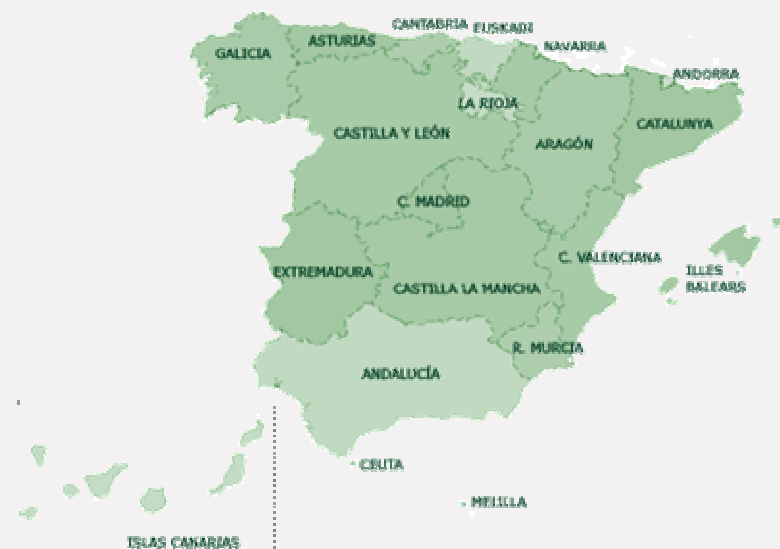 CANTABRIA
EUSKADI
ASTURIAS
GALICIA
NAVARRA
ANDORRA
LA RIOJA
CATALUNYA
CASTILLA Y LEÓN
ARAGÓN
C. MADRID
C. VALENCIANA
EXTREMADURA
ILLES
BALEARS
CASTILLA LA MANCHA
R. MURCIA
ANDALUCÍA
CEUTA
MELILLA
ISLAS CANARIAS